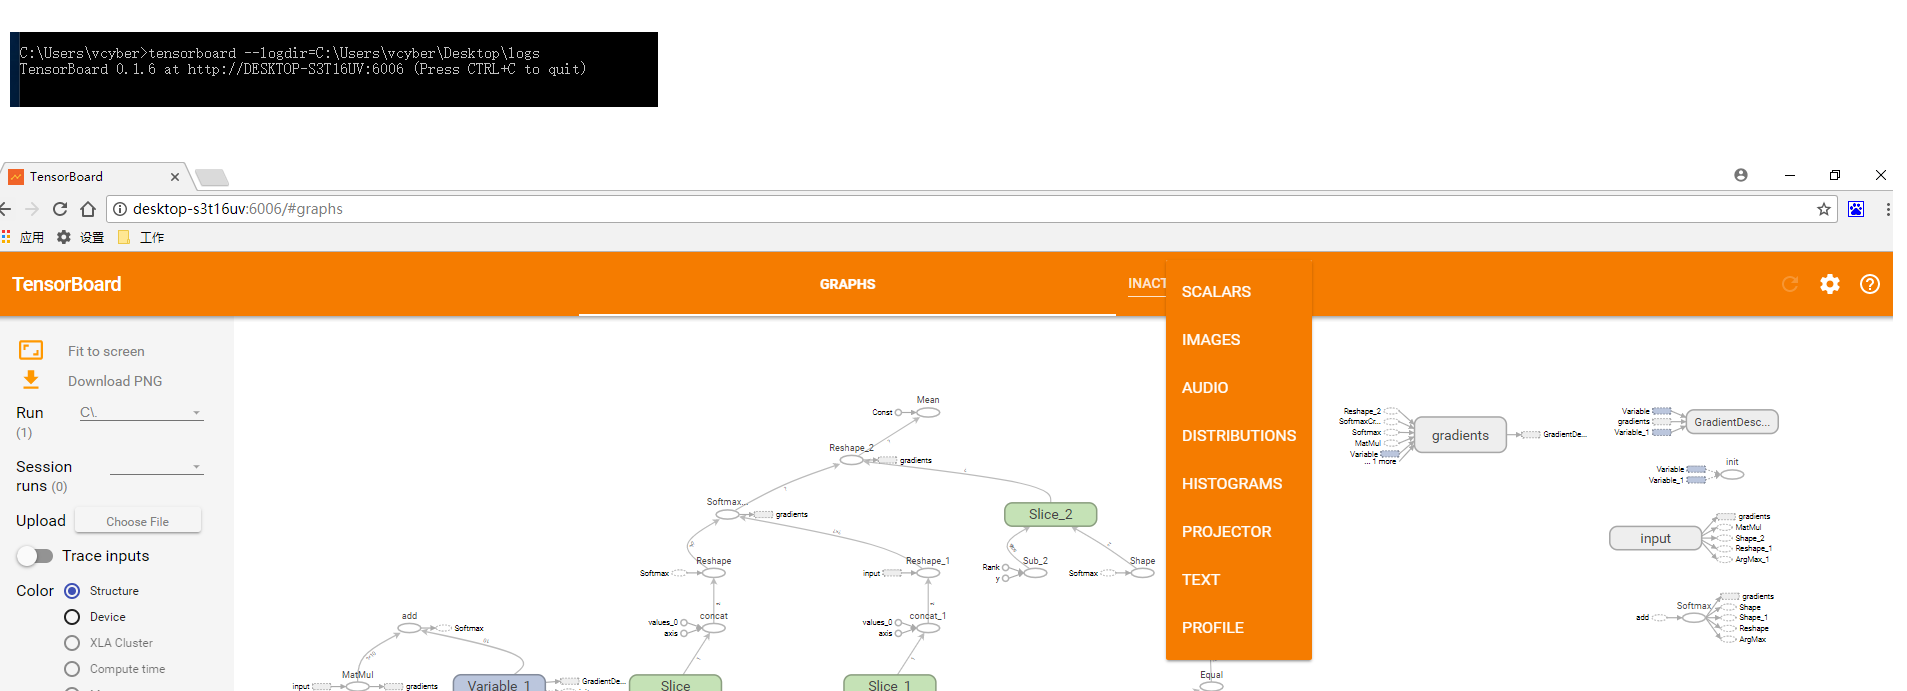 C:\Users\vcyber>tensorboard --logdir=C:\Users\vcyber\Desktop\logs
TensorBoard 0.1.6 at http://DESKTOP-S3T16UV:6006 (Press CTRL+C to quit)
TensorBoard
desktop-s3t16uv:6006/#graphs
应用 设置 工作
TensorBoard GRAPHS INACT
SCALARS
IMAGES
AUDIO
DISTRIBUTIONS
HISTOGRAMS
PROJECTOR
TEXT
PROFILE
Fit to screen
Download PNG
Run
(1)
C\.
Session
runs (0)
Upload Choose File
Trace inputs
Color Structure
Device
XLA Cluster
Compute time
Mean
Const
Reshape_2
gradients
Softmax...
gradients
Slice_2
Reshape
Softmax
Reshape_1
input
Sub_2
Rank
y
Shape
Softmax
add
Softmax
concat
values_0
axis
concat_1
values_0
axis
MatMul
input
gradients
Variable_1
GradientDe...
Slice
Slice_1
Equal
Reshape_2
SoftmaxCr...
Softmax
MatMul
Variable
... 1 more
gradients
GradientDe...
Variable
gradients
Variable_1
GradientDesc...
init
Variable
Variable_1
input
gradients
MatMul
Shape_2
Reshape_1
ArgMax_1
Softmax
add
gradients
Shape
Shape_1
Reshape
ArgMax